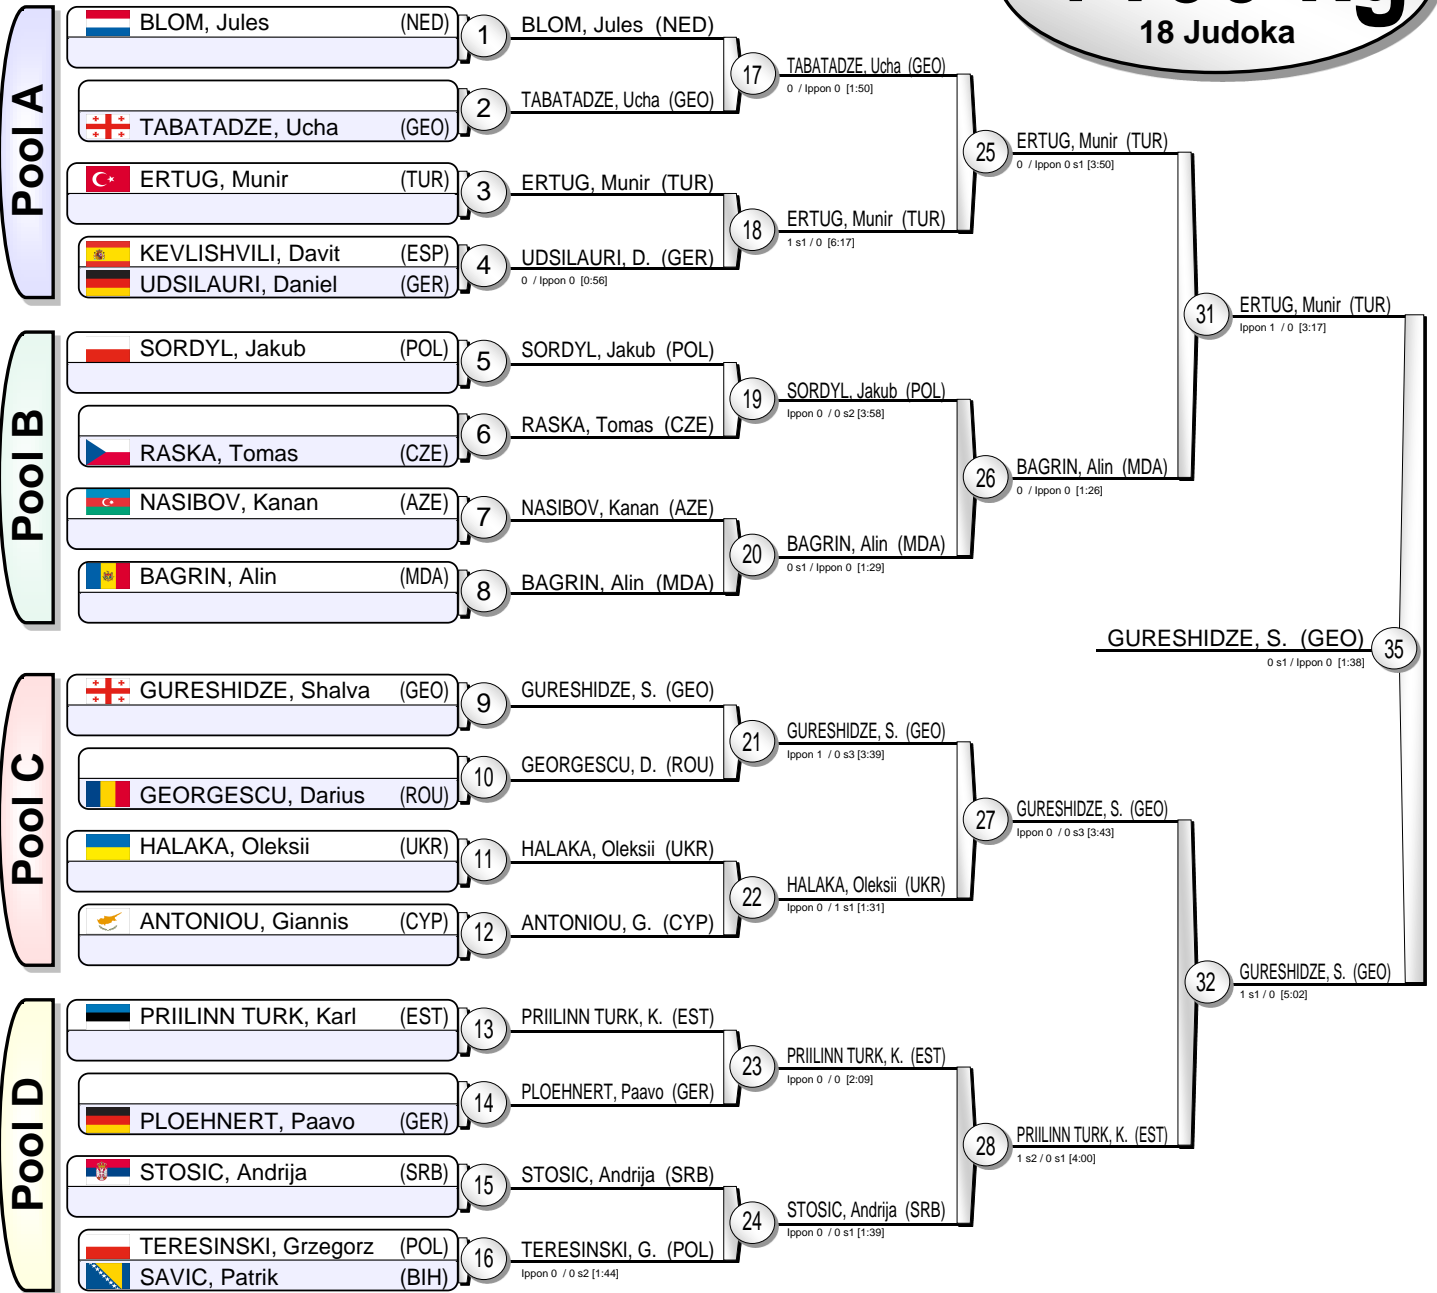 18 Judoka
Pool A
BLOM, Jules (NED)
1
BLOM, Jules (NED)
TABATADZE, Ucha (GEO)
2
TABATADZE, Ucha (GEO)
17
TABATADZE, Ucha (GEO)
0 / Ippon 0 [1:50]
ERTUG, Munir (TUR)
3
ERTUG, Munir (TUR)
KEVLISHVILI, Davit (ESP)
UDSILAURI, Daniel (GER)
4
UDSILAURI, D. (GER)
0 / Ippon 0 [0:56]
18
ERTUG, Munir (TUR)
1 s1 / 0 [6:17]
25
ERTUG, Munir (TUR)
0 / Ippon 0 s1 [3:50]
Pool B
SORDYL, Jakub (POL)
5
SORDYL, Jakub (POL)
RASKA, Tomas (CZE)
6
RASKA, Tomas (CZE)
19
SORDYL, Jakub (POL)
Ippon 0 / 0 s2 [3:58]
NASIBOV, Kanan (AZE)
7
NASIBOV, Kanan (AZE)
BAGRIN, Alin (MDA)
8
BAGRIN, Alin (MDA)
20
BAGRIN, Alin (MDA)
0 s1 / Ippon 0 [1:29]
26
BAGRIN, Alin (MDA)
0 / Ippon 0 [1:26]
31
ERTUG, Munir (TUR)
Ippon 1 / 0 [3:17]
Pool C
GURESHIDZE, Shalva (GEO)
9
GURESHIDZE, S. (GEO)
GEORGESCU, Darius (ROU)
10
GEORGESCU, D. (ROU)
21
GURESHIDZE, S. (GEO)
Ippon 1 / 0 s3 [3:39]
HALAKA, Oleksii (UKR)
11
HALAKA, Oleksii (UKR)
ANTONIOU, Giannis (CYP)
12
ANTONIOU, G. (CYP)
22
HALAKA, Oleksii (UKR)
Ippon 0 / 1 s1 [1:31]
27
GURESHIDZE, S. (GEO)
Ippon 0 / 0 s3 [3:43]
Pool D
PRIILINN TURK, Karl (EST)
13
PRIILINN TURK, K. (EST)
PLOEHNERT, Paavo (GER)
14
PLOEHNERT, Paavo (GER)
23
PRIILINN TURK, K. (EST)
Ippon 0 / 0 [2:09]
STOSIC, Andrija (SRB)
15
STOSIC, Andrija (SRB)
TERESINSKI, Grzegorz (POL)
SAVIC, Patrik (BIH)
16
TERESINSKI, G. (POL)
Ippon 0 / 0 s2 [1:44]
24
STOSIC, Andrija (SRB)
Ippon 0 / 0 s1 [1:39]
28
PRIILINN TURK, K. (EST)
1 s2 / 0 s1 [4:00]
32
GURESHIDZE, S. (GEO)
1 s1 / 0 [5:02]
GURESHIDZE, S. (GEO)
35
0 s1 / Ippon 0 [1:38]